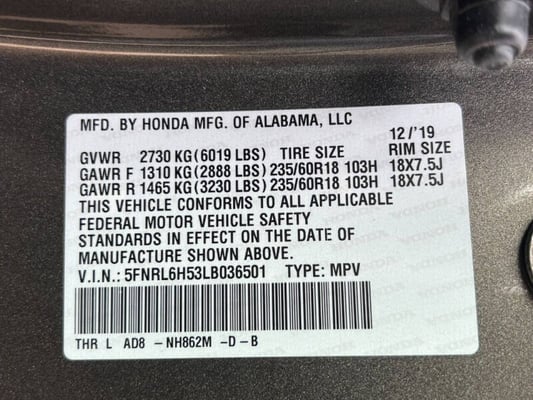 MFD. BY HONDA MFG. OF ALABAMA, LLC
12/'19
GVWR 2730 KG(6019 LBS) TIRE SIZE RIM SIZE
GAWR F 1310 KG(2888 LBS)235/60R18 103H 18X7.5J
GAWR R 1465 KG(3230 LBS)235/60R18 103H 18X7.5J
THIS VEHICLE CONFORMS TO ALL APPLICABLE
FEDERAL MOTOR VEHICLE SAFETY
STANDARDS IN EFFECT ON THE DATE OF
MANUFACTURE SHOWN ABOVE.
V.I.N.: 5FNRL6H53LB036501 TYPE: MPV
THR L AD8 -NH862M -D-B